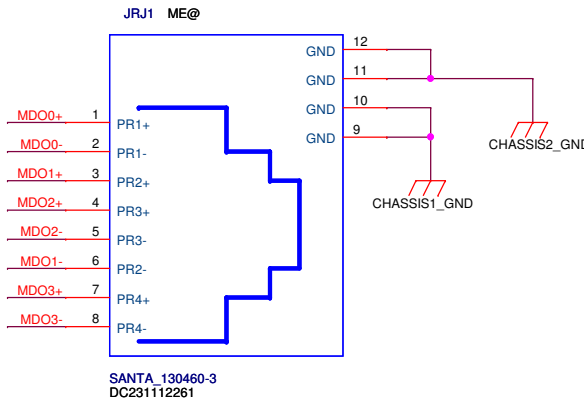 JRJ1 ME@
GND 12
GND 11
GND 10
GND 9
CHASSIS2_GND
CHASSIS1_GND
MDO0+ 1 PR1+
MDO0- 2 PR1-
MDO1+ 3 PR2+
MDO2+ 4 PR3+
MDO2- 5 PR3-
MDO1- 6 PR2-
MDO3+ 7 PR4+
MDO3- 8 PR4-
SANTA_130460-3
DC231112261